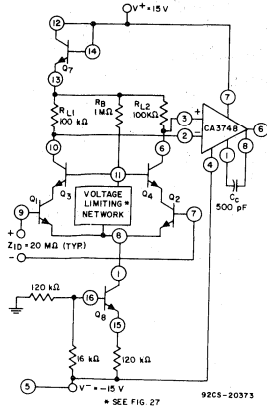 V+ = 15 V
12
14
Q7
13
7
RL1
100 kΩ
RB
1MΩ
RL2
100KΩ
3
+
2
-
CA3748
6
4
1
8
CC
500 pF
10
6
11
Q3
Q4
Q1
VOLTAGE
LIMITING *
NETWORK
Q2
9
7
+
8
ZID = 20 MΩ (TYP.)
-
1
120 kΩ
16
Q8
15
16 kΩ
120 kΩ
5
V- = -15 V
92CS-20373
* SEE FIG. 27